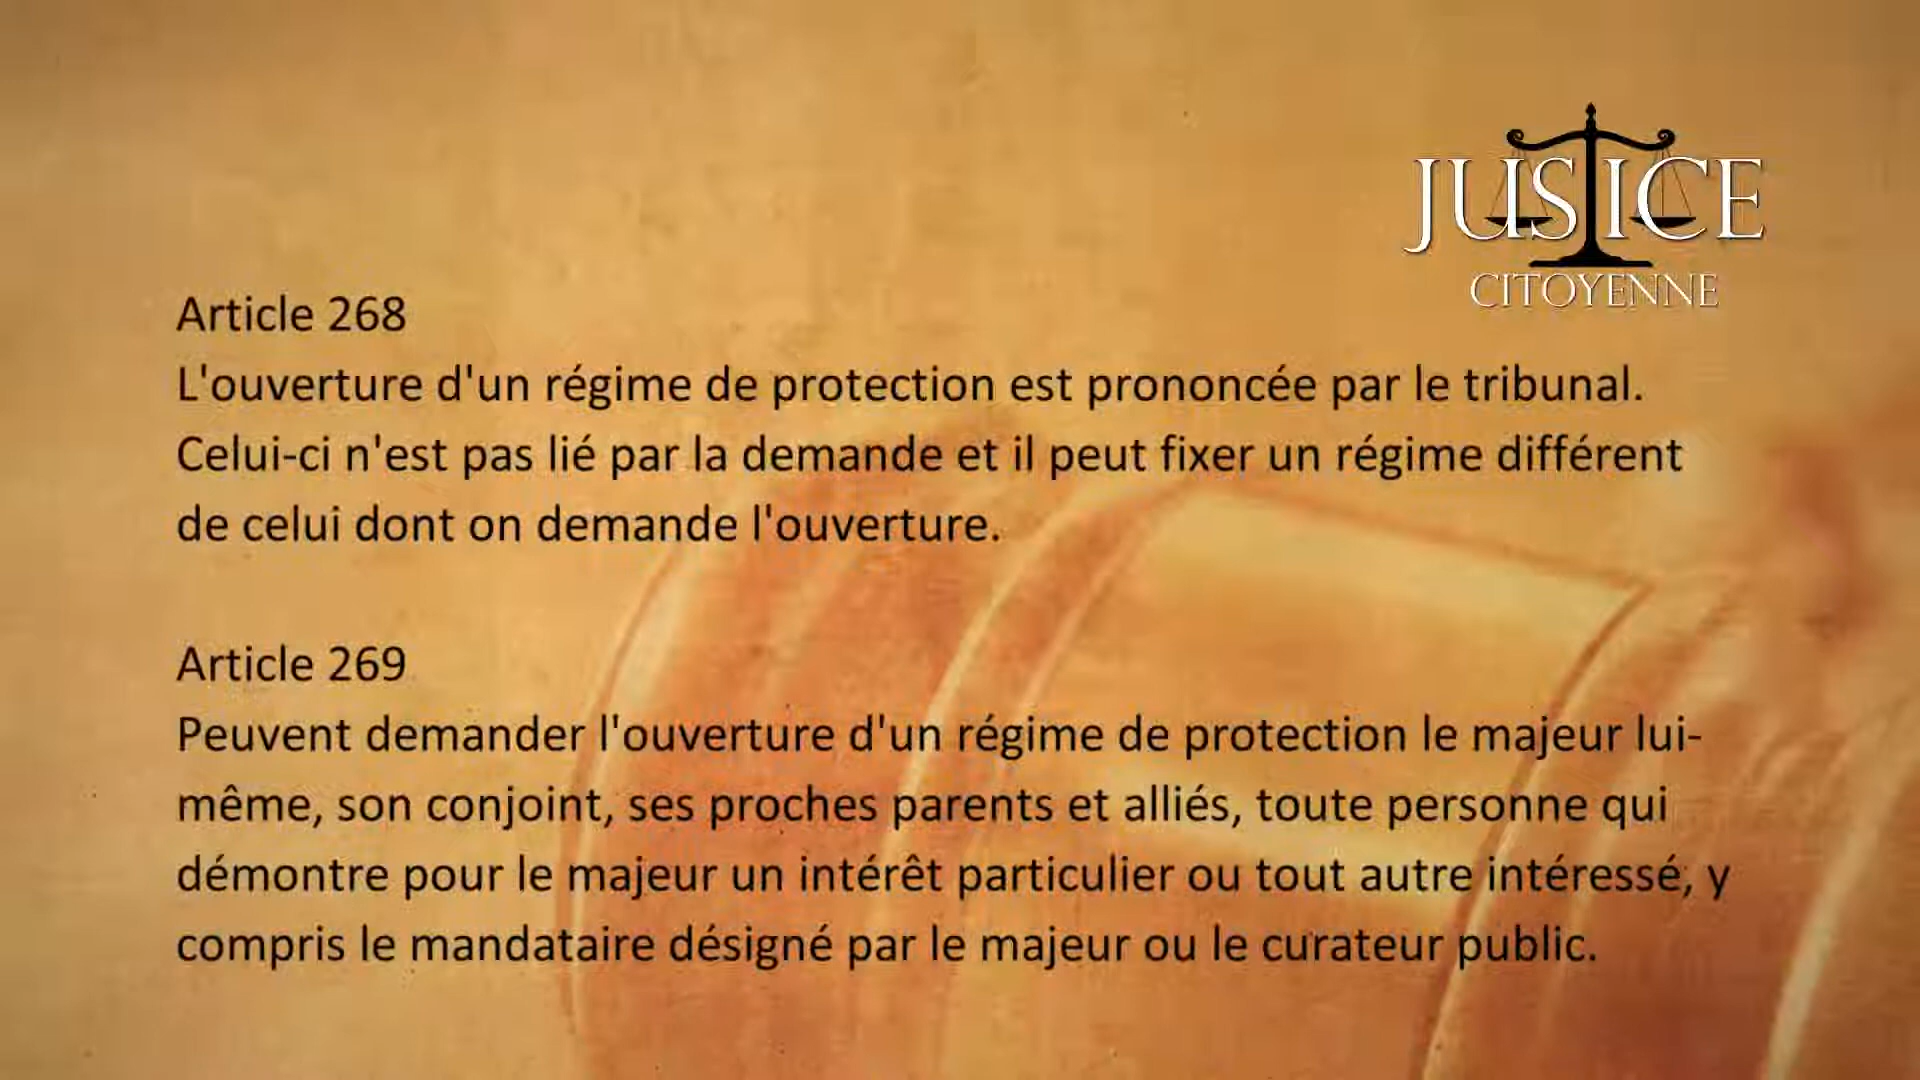 JUSTICE
CITOYENNE
Article 268
L'ouverture d'un régime de protection est prononcée par le tribunal.
Celui-ci n'est pas lié par la demande et il peut fixer un régime différent
de celui dont on demande l'ouverture.
Article 269
Peuvent demander l'ouverture d'un régime de protection le majeur lui-
même, son conjoint, ses proches parents et alliés, toute personne qui
démontre pour le majeur un intérêt particulier ou tout autre intéressé, y
compris le mandataire désigné par le majeur ou le curateur public.